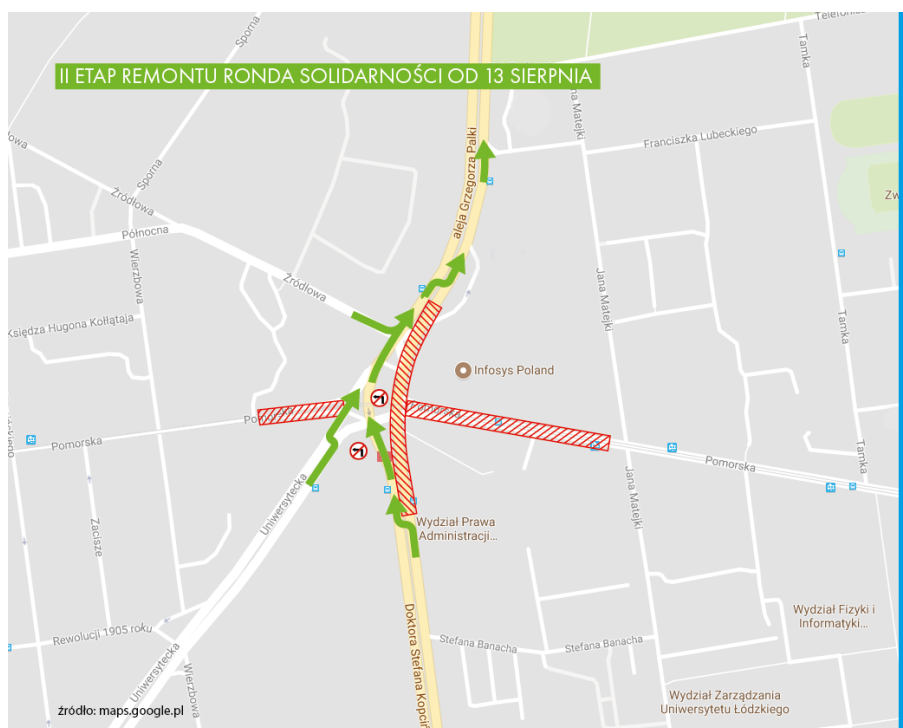 II ETAP REMONTU RONDA SOLIDARNOŚCI OD 13 SIERPNIA
Sporna
Telefoniczna
Tamka
Jana Matejki
Franciszka Lubeckiego
aleja Grzegorza Palki
Sporna
Źródłowa
Północna
Wierzbowa
Źródłowa
Jana Matejki
Tamka
Księdza Hugona Kołłątaja
Infosys Poland
Pomorska
Pomorska
Pomorska
Uniwersytecka
Jana Matejki
Tamka
Zacisze
Wydział Prawa
Administracji...
Doktora Stefana
Rewolucji 1905 roku
Stefana Banacha
Stefana Banacha
Wydział Fizyki i
Informatyki...
Uniwersytecka
Wierzbowa
Wydział Zarządzania
Uniwersytetu Łódzkiego
źródło: maps.google.pl